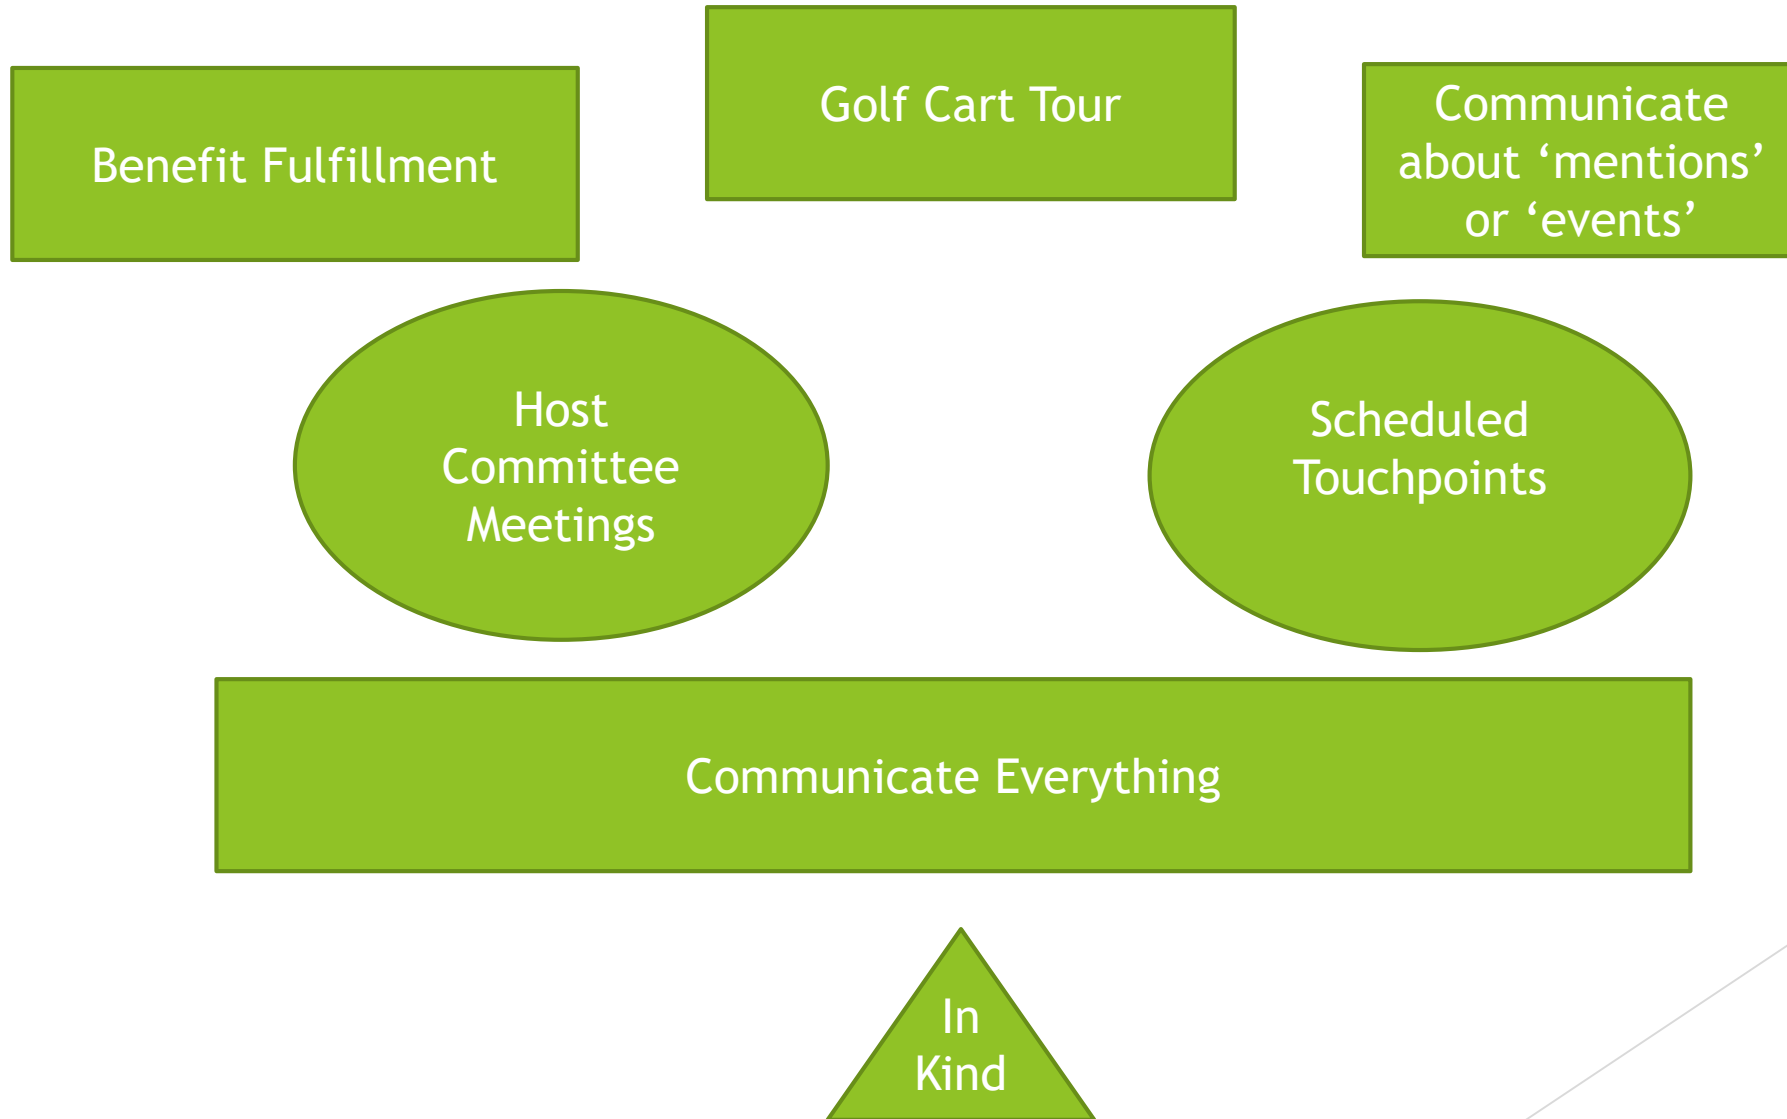 Benefit Fulfillment
Golf Cart Tour
Communicate
about ‘mentions’
or ‘events’
Host
Committee
Meetings
Scheduled
Touchpoints
Communicate Everything
In
Kind